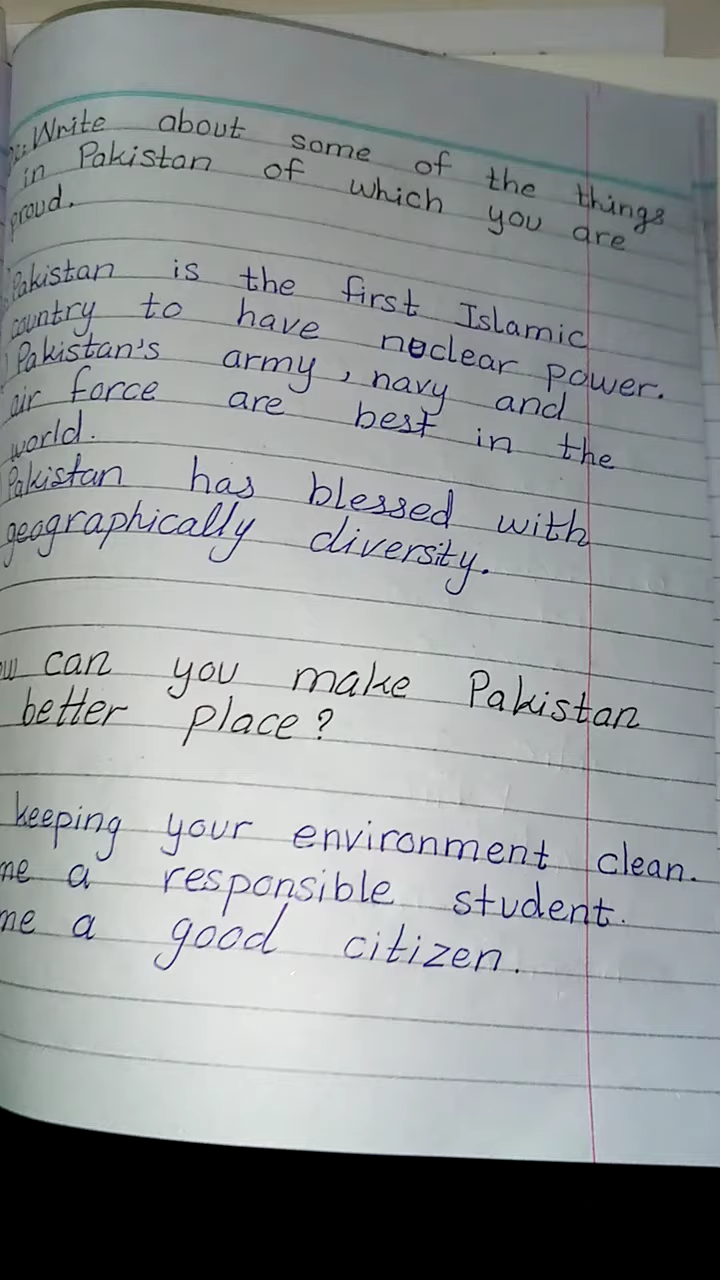 Write about some of the things
in Pakistan of which you are
proud.
Pakistan is the first Islamic
country to have nuclear power.
Pakistan's army, navy and
air force are best in the
world.
Pakistan has blessed with
geographically diversity.
can you make Pakistan
better place?
keeping your environment clean.
me a responsible student.
me a good citizen.